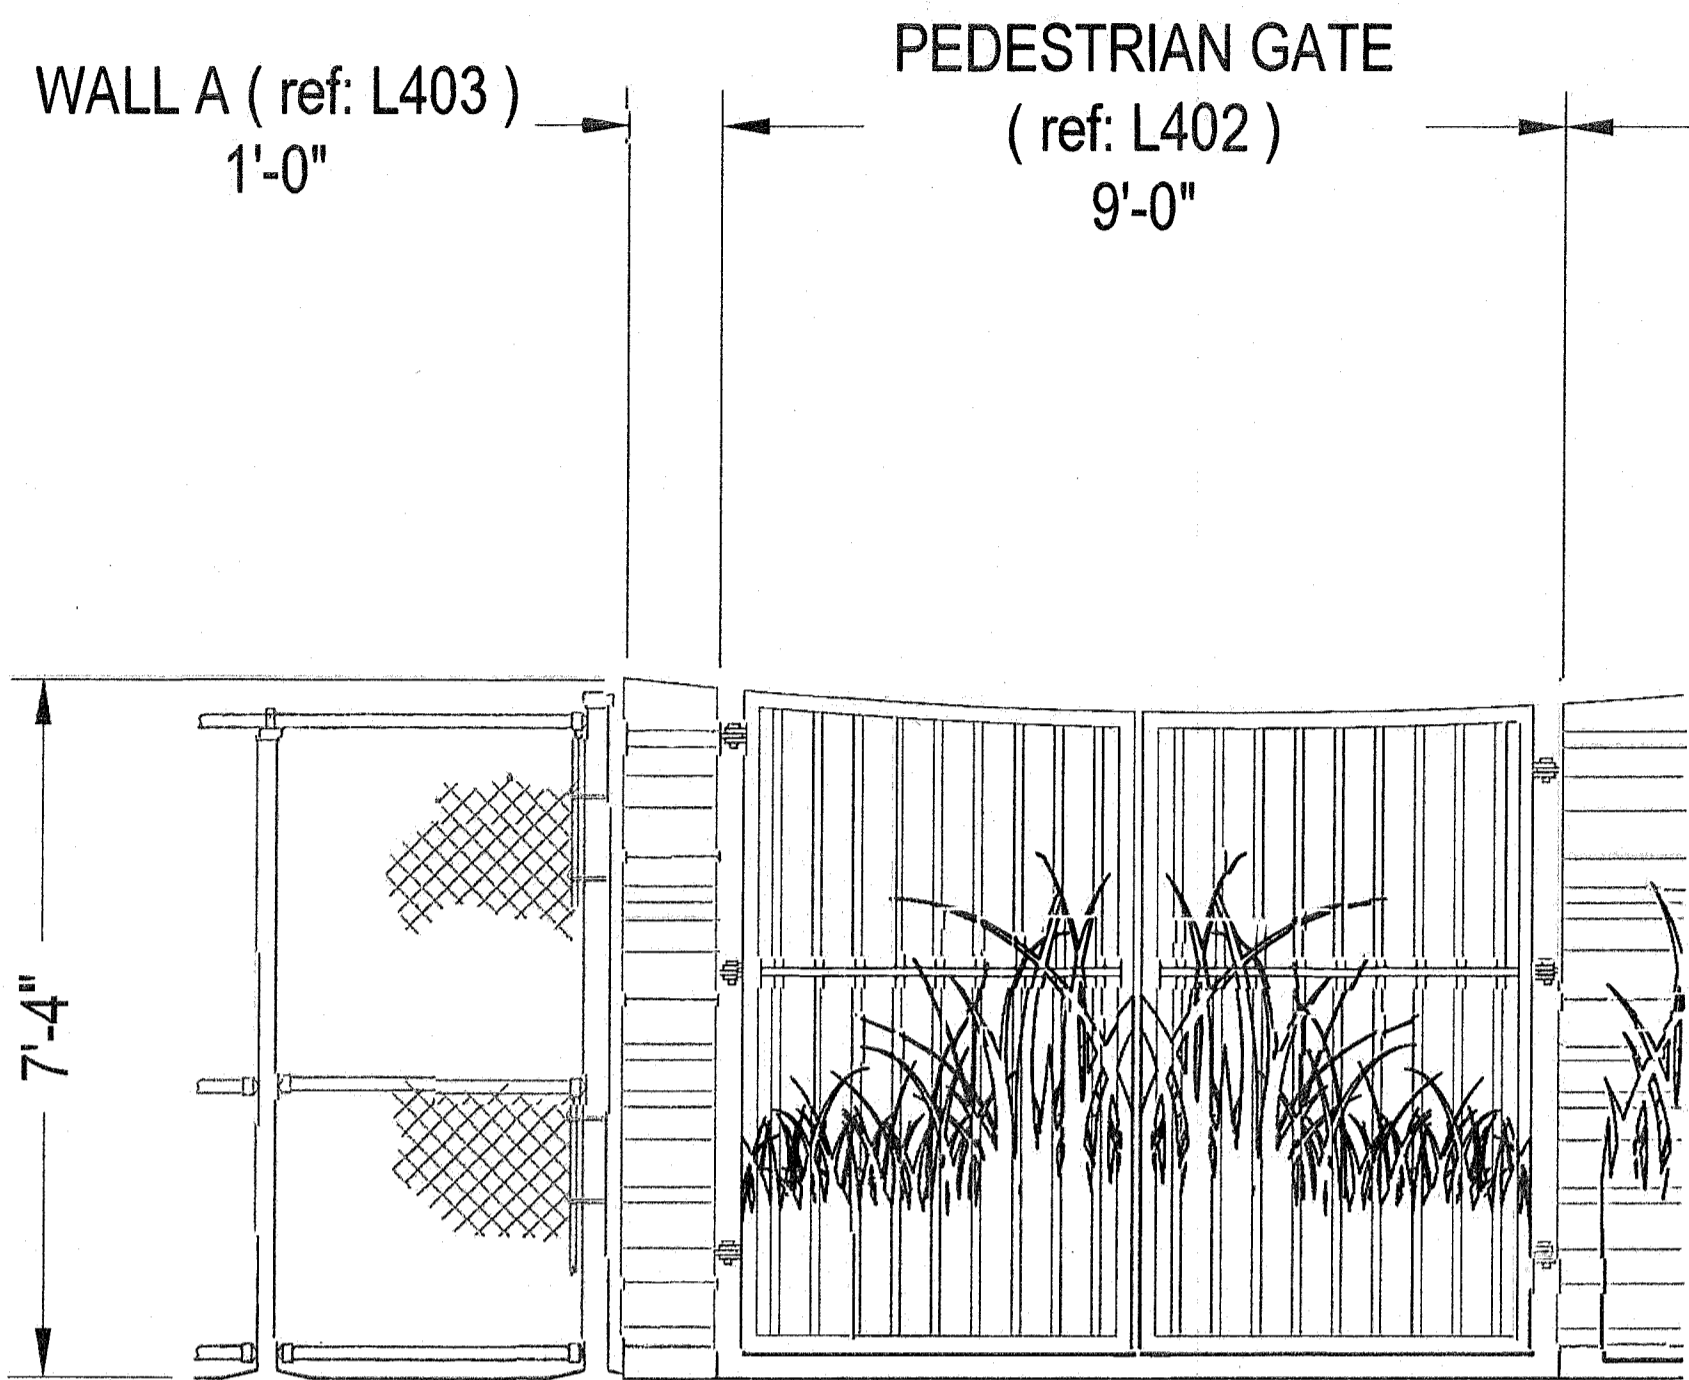 WALL A ( ref: L403 )
1'-0"
PEDESTRIAN GATE
( ref: L402 )
9'-0"
7'-4"